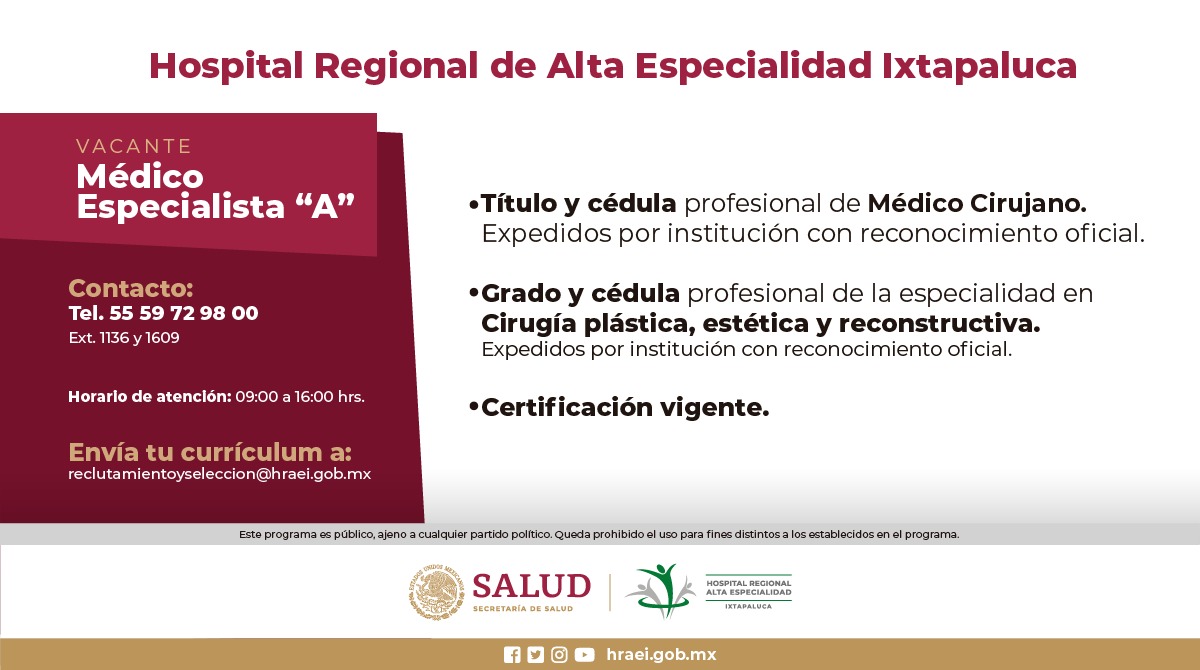 Hospital Regional de Alta Especialidad Ixtapaluca
VACANTE
Médico
Especialista “A”
Contacto:
Tel. 55 59 72 98 00
Ext. 1136 y 1609
Horario de atención: 09:00 a 16:00 hrs.
Envía tu currículum a:
reclutamientoyseleccion@hraei.gob.mx
•Título y cédula profesional de Médico Cirujano.
Expedidos por institución con reconocimiento oficial.
•Grado y cédula profesional de la especialidad en
Cirugía plástica, estética y reconstructiva.
Expedidos por institución con reconocimiento oficial.
•Certificación vigente.
Este programa es público, ajeno a cualquier partido político. Queda prohibido el uso para fines distintos a los establecidos en el programa.
ESTADOS UNIDOS MEXICANOS
SALUD
SECRETARÍA DE SALUD
HOSPITAL REGIONAL
ALTA ESPECIALIDAD
IXTAPALUCA
hraei.gob.mx